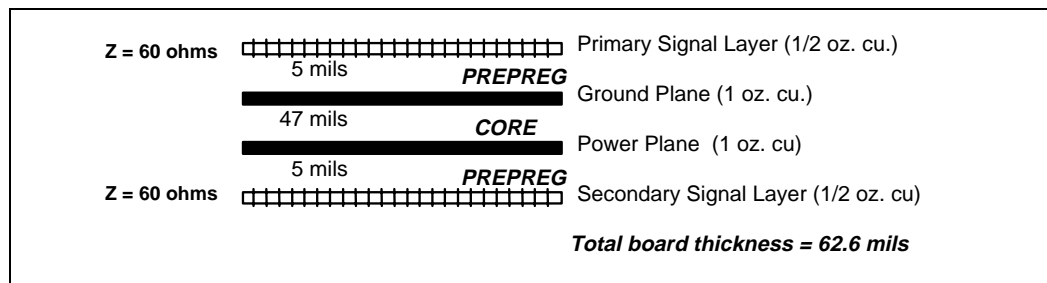 Z = 60 ohms Primary Signal Layer (1/2 oz. cu.)
5 mils PREPREG
Ground Plane (1 oz. cu.)
47 mils CORE
Power Plane (1 oz. cu)
5 mils PREPREG
Z = 60 ohms Secondary Signal Layer (1/2 oz. cu)
Total board thickness = 62.6 mils